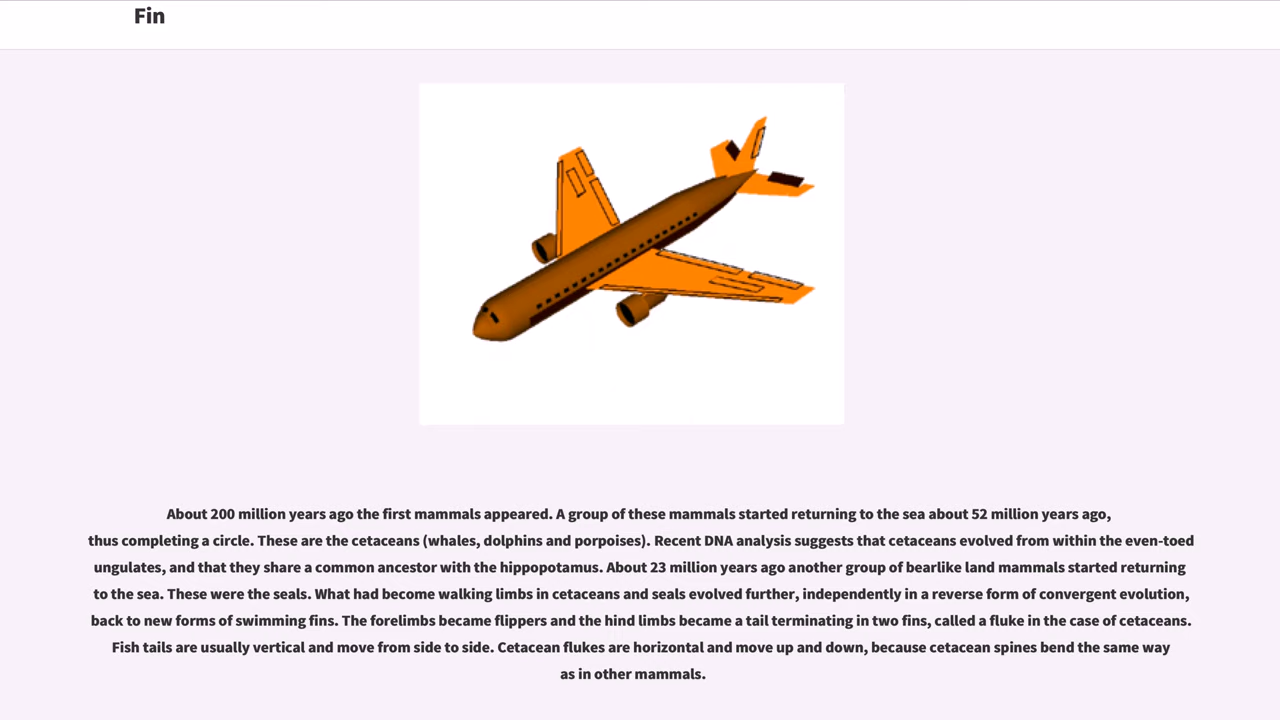 Fin
About 200 million years ago the first mammals appeared. A group of these mammals started returning to the sea about 52 million years ago,
thus completing a circle. These are the cetaceans (whales, dolphins and porpoises). Recent DNA analysis suggests that cetaceans evolved from within the even-toed
ungulates, and that they share a common ancestor with the hippopotamus. About 23 million years ago another group of bearlike land mammals started returning
to the sea. These were the seals. What had become walking limbs in cetaceans and seals evolved further, independently in a reverse form of convergent evolution,
back to new forms of swimming fins. The forelimbs became flippers and the hind limbs became a tail terminating in two fins, called a fluke in the case of cetaceans.
Fish tails are usually vertical and move from side to side. Cetacean flukes are horizontal and move up and down, because cetacean spines bend the same way
as in other mammals.